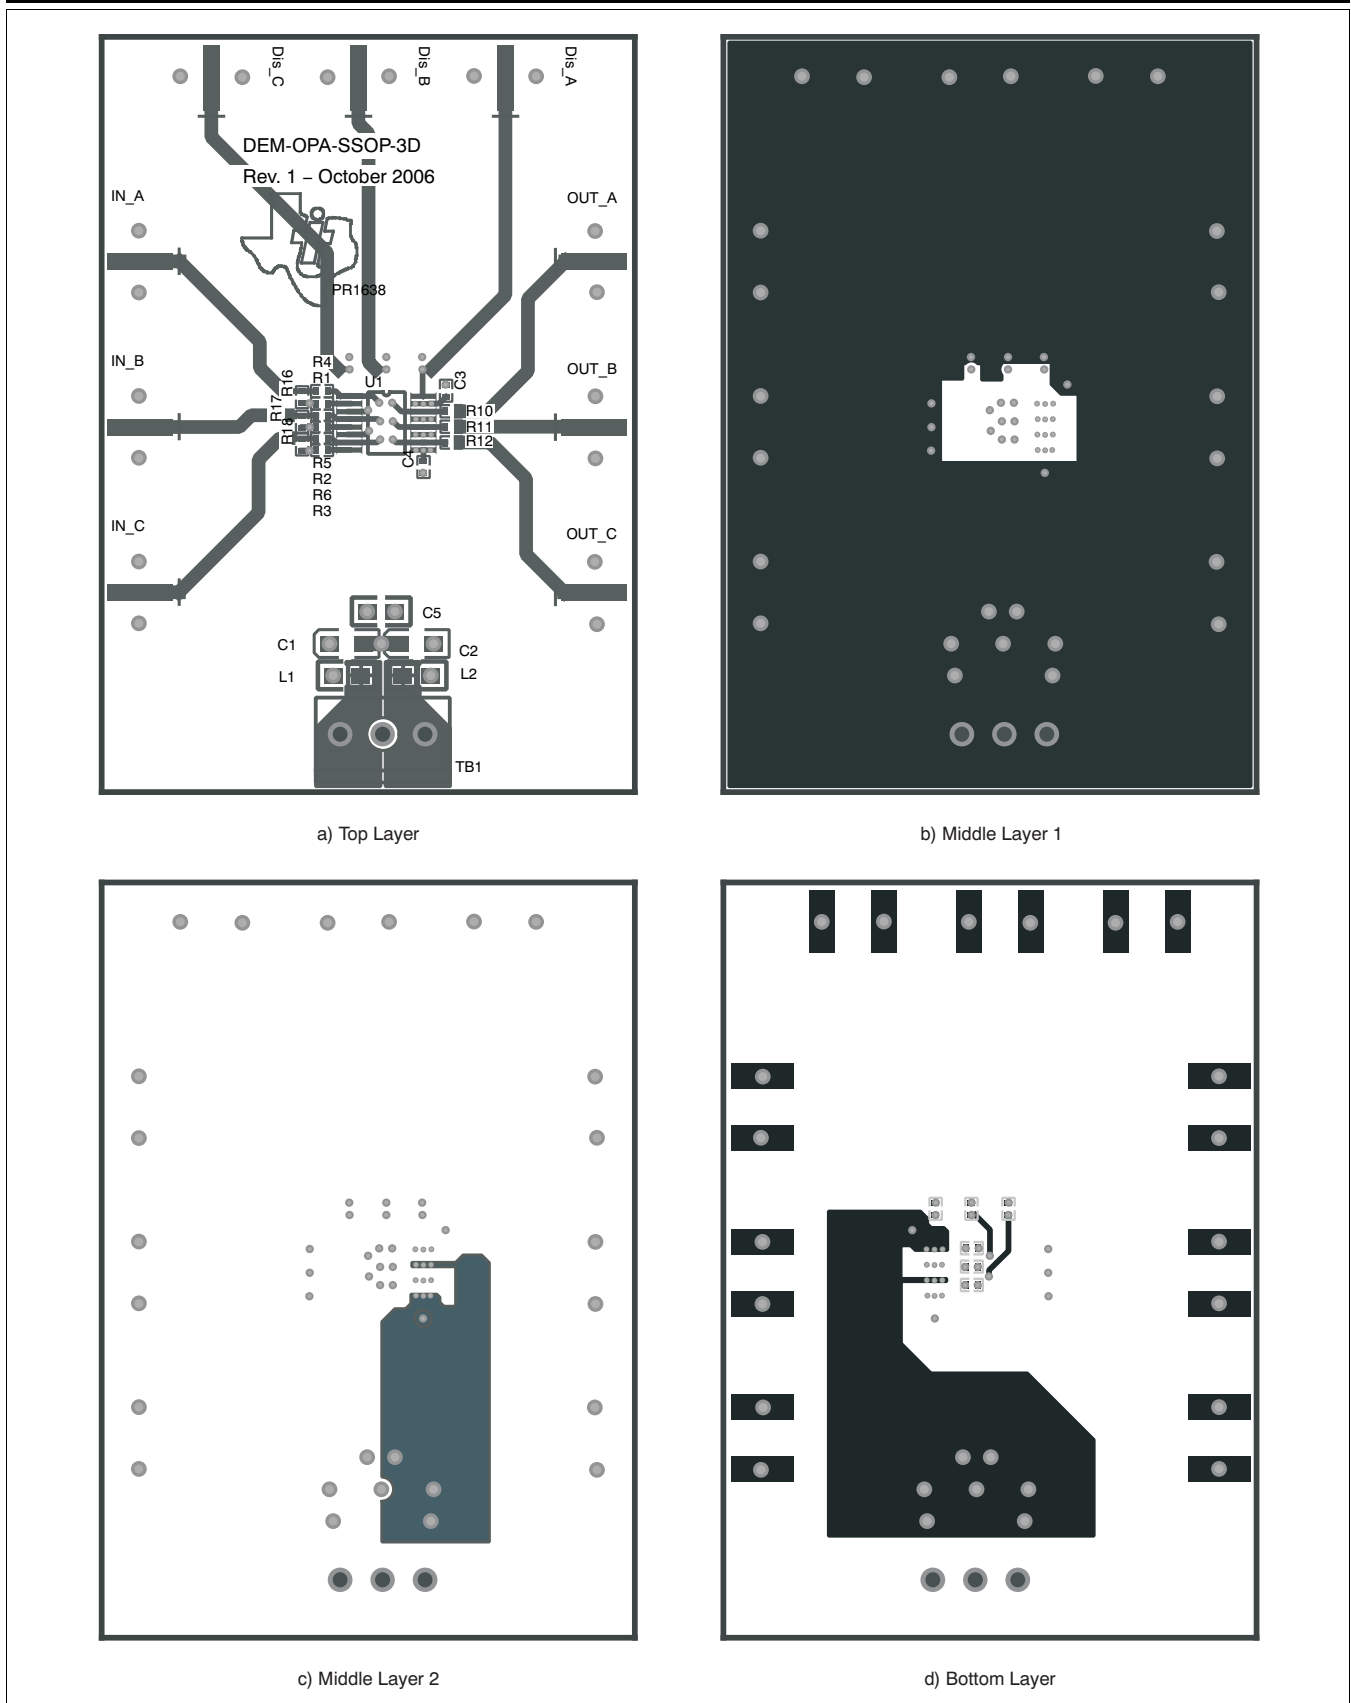 Dis_C
Dis_B
Dis_A
DEM-OPA-SSOP-3D
Rev. 1 – October 2006
IN_A
OUT_A
PR1638
IN_B
OUT_B
R4
R1
U1
C3
R16
R17
R18
R10
R11
R12
C4
R5
R2
R6
R3
IN_C
OUT_C
C5
C1
C2
L1
L2
TB1
a) Top Layer
b) Middle Layer 1
c) Middle Layer 2
d) Bottom Layer